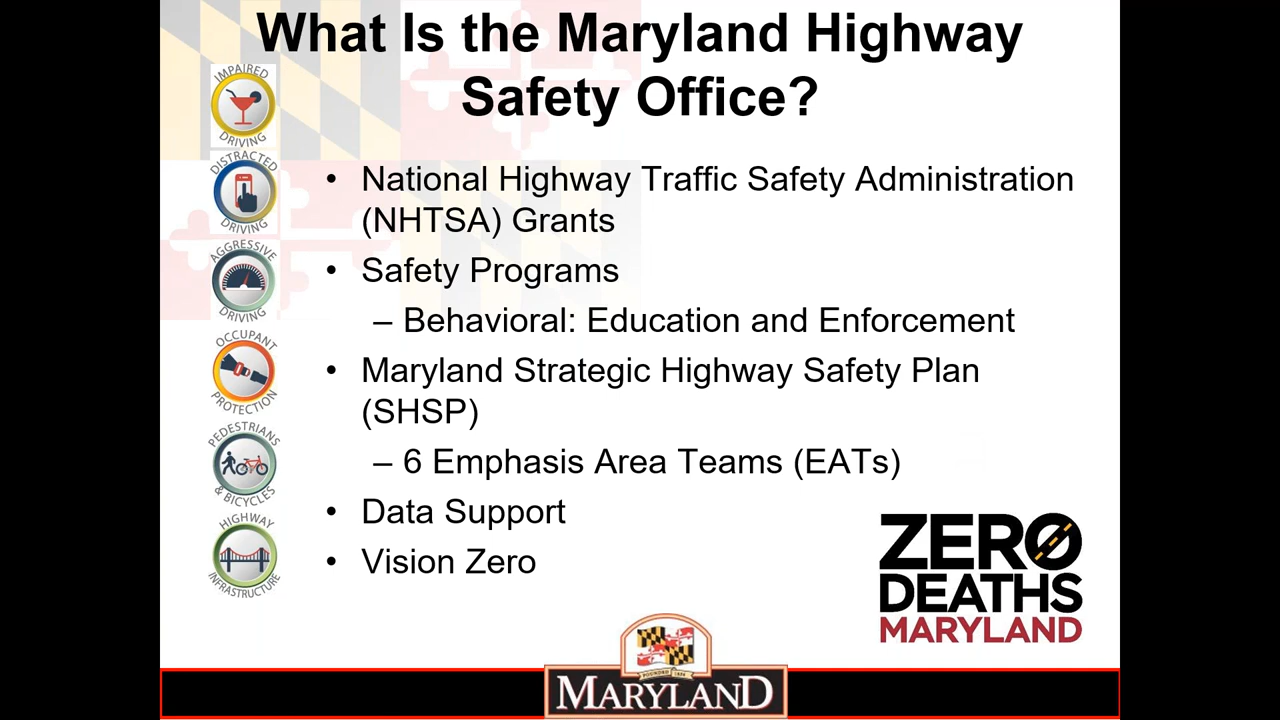 What Is the Maryland Highway
Safety Office?
IMPAIRED
DRIVING
DISTRACTED
DRIVING
AGGRESSIVE
DRIVING
OCCUPANT
PROTECTION
PEDESTRIANS
& BICYCLES
HIGHWAY
INFRASTRUCTURE
• National Highway Traffic Safety Administration
(NHTSA) Grants
• Safety Programs
– Behavioral: Education and Enforcement
• Maryland Strategic Highway Safety Plan
(SHSP)
– 6 Emphasis Area Teams (EATs)
• Data Support
• Vision Zero
ZERO
DEATHS
MARYLAND
MARYLAND